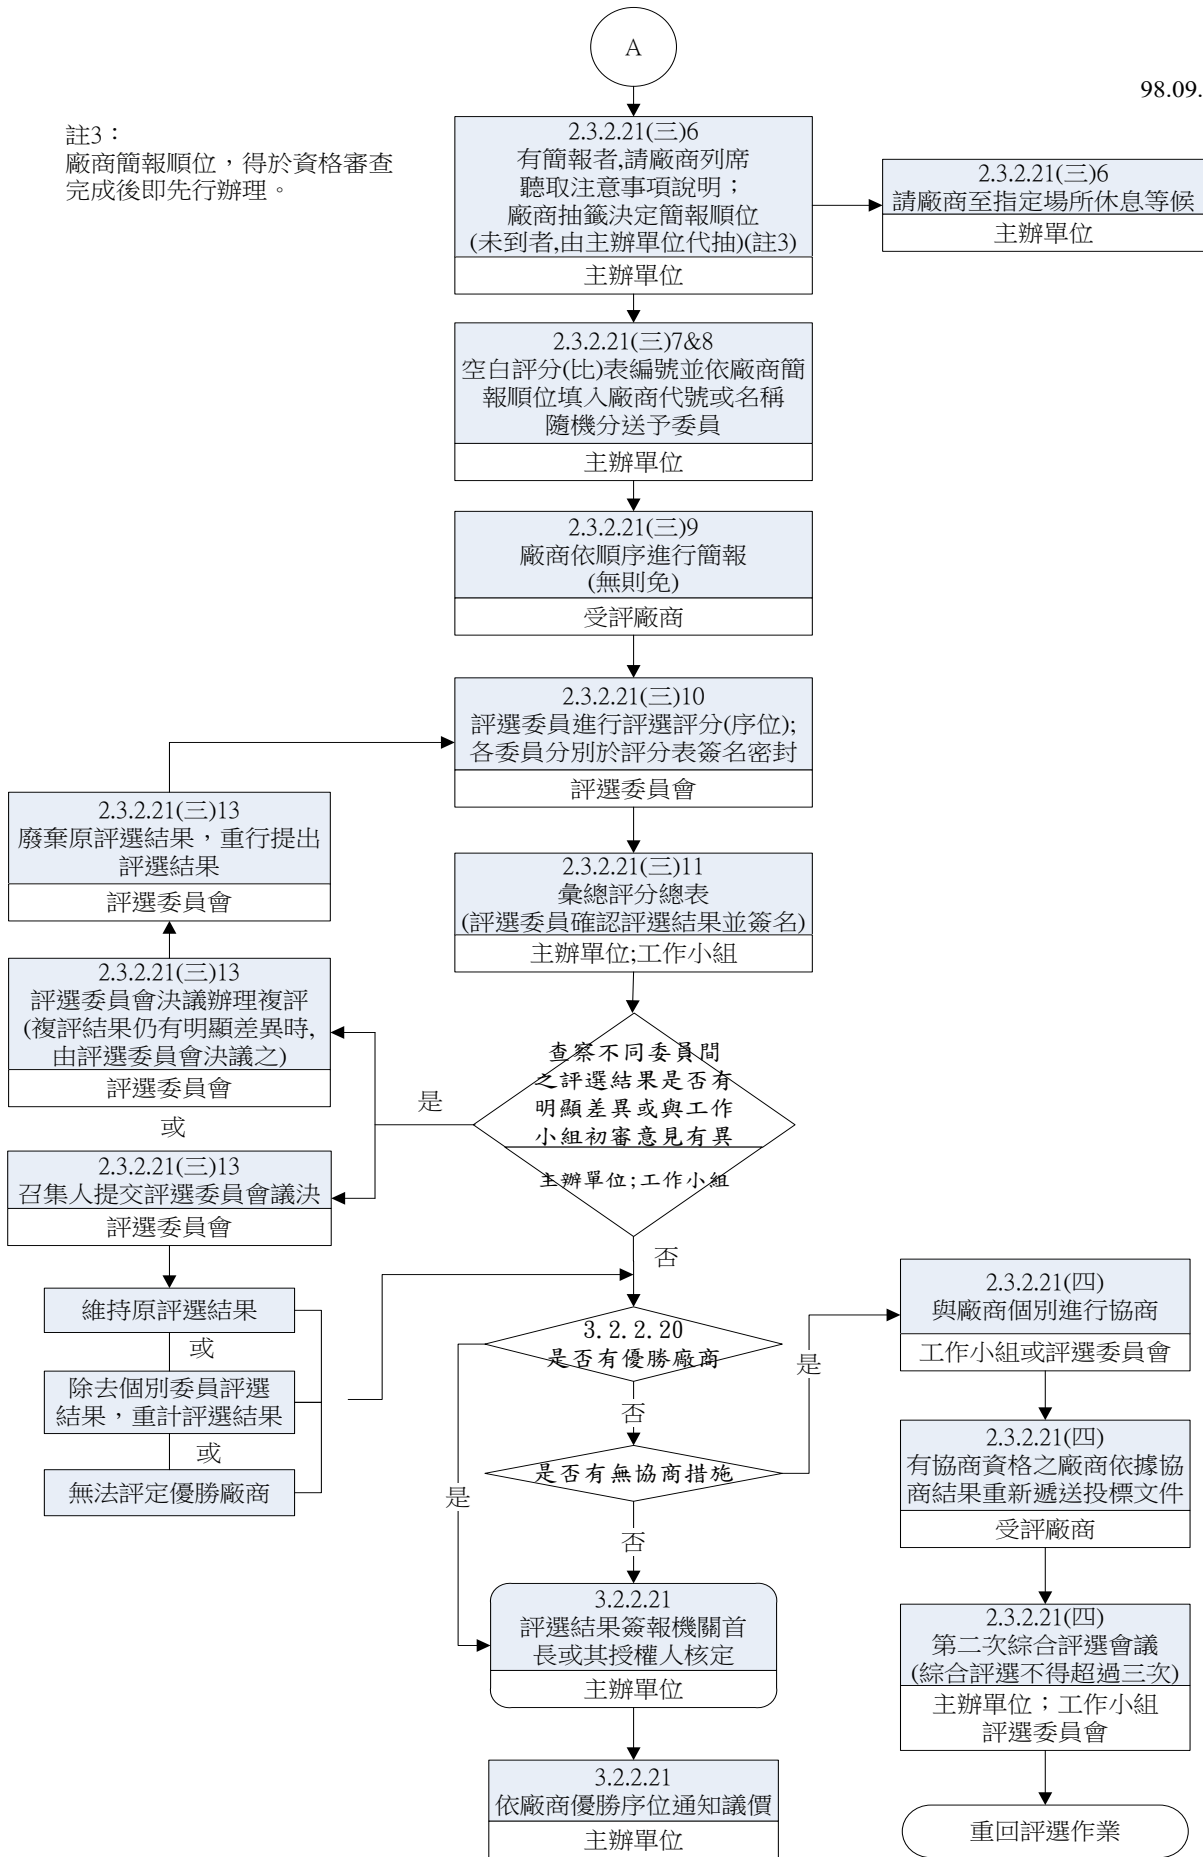 A
98.09.
註3：
廠商簡報順位，得於資格審查
完成後即先行辦理。
2.3.2.21(三)6
有簡報者,請廠商列席
聽取注意事項說明；
廠商抽籤決定簡報順位
(未到者,由主辦單位代抽)(註3)
主辦單位
2.3.2.21(三)6
請廠商至指定場所休息等候
主辦單位
2.3.2.21(三)7&8
空白評分(比)表編號並依廠商簡
報順位填入廠商代號或名稱
隨機分送予委員
主辦單位
2.3.2.21(三)9
廠商依順序進行簡報
(無則免)
受評廠商
2.3.2.21(三)10
評選委員進行評選評分(序位);
各委員分別於評分表簽名密封
評選委員會
2.3.2.21(三)11
彙總評分總表
(評選委員確認評選結果並簽名)
主辦單位;工作小組
查察不同委員間
之評選結果是否有
明顯差異或與工作
小組初審意見有異
主辦單位;工作小組
是
否
2.3.2.21(三)13
廢棄原評選結果，重行提出
評選結果
評選委員會
2.3.2.21(三)13
評選委員會決議辦理複評
(複評結果仍有明顯差異時,
由評選委員會決議之)
評選委員會
或
2.3.2.21(三)13
召集人提交評選委員會議決
評選委員會
維持原評選結果
或
除去個別委員評選
結果，重計評選結果
或
無法評定優勝廠商
3.2.2.20
是否有優勝廠商
是
否
是否有無協商措施
是
否
3.2.2.21
評選結果簽報機關首
長或其授權人核定
主辦單位
3.2.2.21
依廠商優勝序位通知議價
主辦單位
2.3.2.21(四)
與廠商個別進行協商
工作小組或評選委員會
2.3.2.21(四)
有協商資格之廠商依據協
商結果重新遞送投標文件
受評廠商
2.3.2.21(四)
第二次綜合評選會議
(綜合評選不得超過三次)
主辦單位；工作小組
評選委員會
重回評選作業